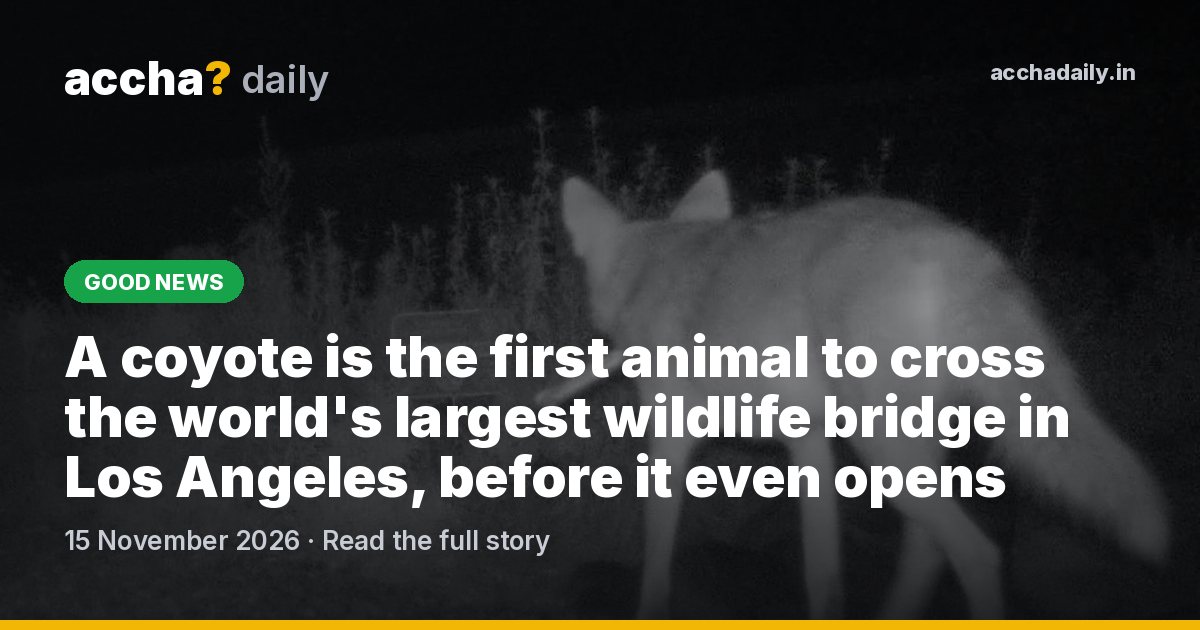 accha? daily
acchadaily.in
GOOD NEWS
A coyote is the first animal to cross
the world's largest wildlife bridge in
Los Angeles, before it even opens
15 November 2026 · Read the full story